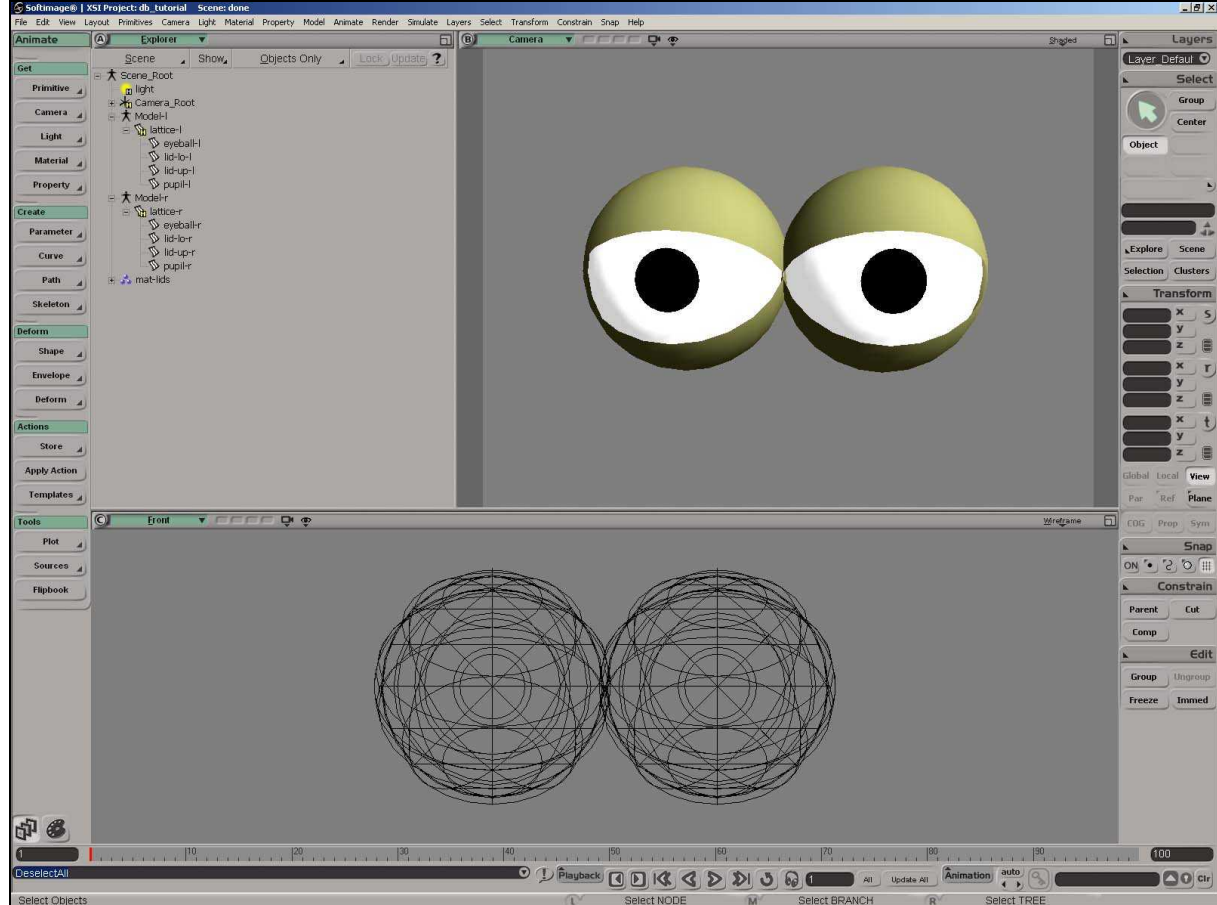 Softimage® | XSI Project: db_tutorial Scene: done
File Edit View Layout Primitives Camera Light Material Property Model Animate Render Simulate Layers Select Transform Constrain Snap Help
Animate
A Explorer
B Camera
Shaded
Layers
Scene Show Objects Only Lock Update ?
Layer_Defaul
Get
Primitive
Camera
Light
Material
Property
Create
Parameter
Curve
Path
Skeleton
Deform
Shape
Envelope
Deform
Actions
Store
Apply Action
Templates
Tools
Plot
Sources
Flipbook
Scene_Root
light
Camera_Root
Model-l
lattice-l
eyeball-l
lid-lo-l
lid-up-l
pupil-l
Model-r
lattice-r
eyeball-r
lid-lo-r
lid-up-r
pupil-r
mat-lids
C Front
Wireframe
Select
Group
Center
Object
Explore Scene
Selection Clusters
Transform
x s
y
z
x r
y
z
x t
y
z
Global Local View
Par Ref Plane
COG Prop Sym
Snap
ON
Constrain
Parent Cut
Comp
Edit
Group Ungroup
Freeze Immed
1 10 20 30 40 50 60 70 80 90 100
DeselectAll
Playback 1 All Update All Animation auto Clr
Select Objects L Select NODE M Select BRANCH R Select TREE